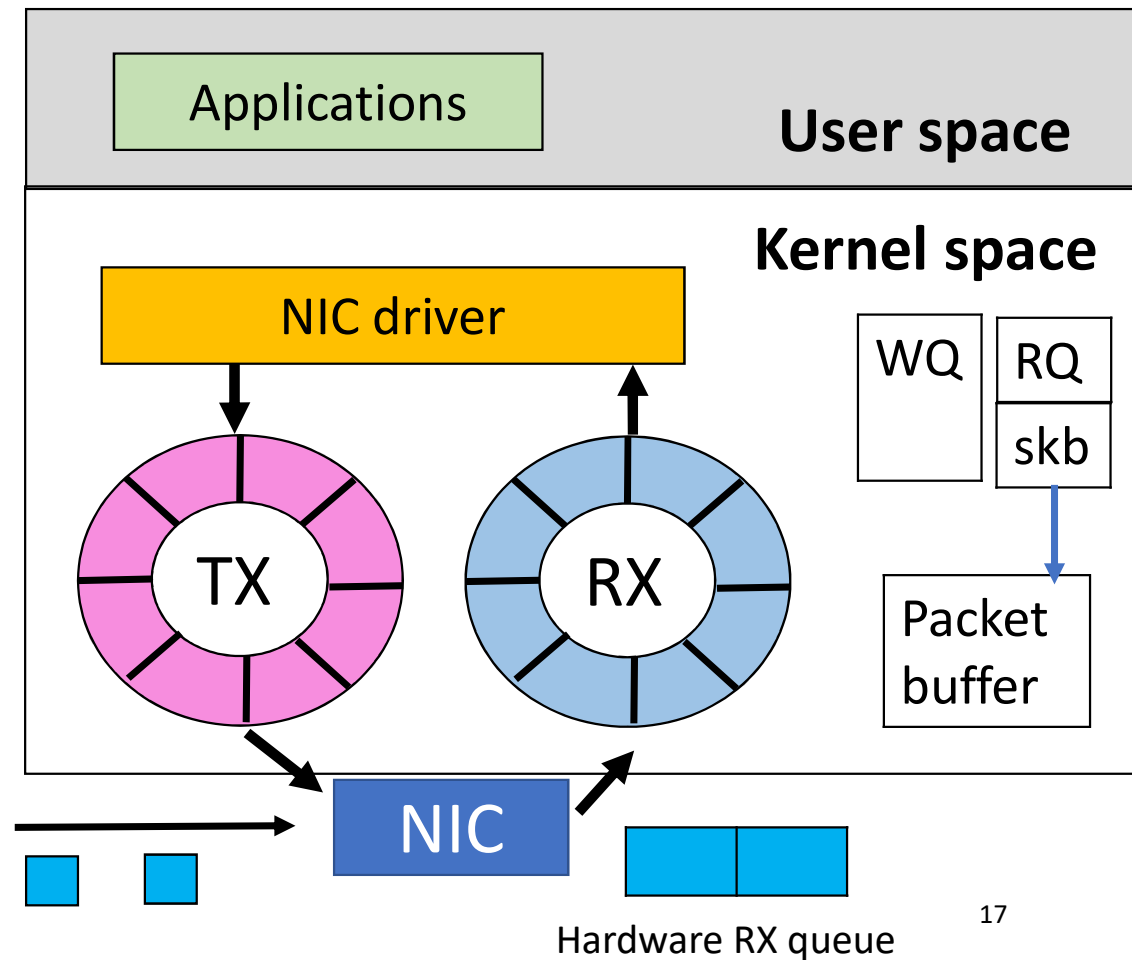 Applications
User space
Kernel space
NIC driver
WQ
RQ
skb
TX
RX
Packet
buffer
NIC
17
Hardware RX queue